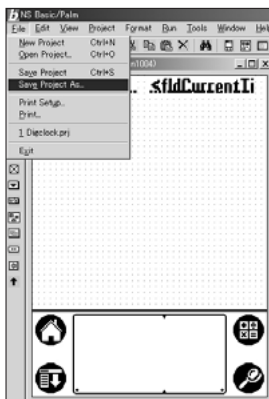 NS Basic/Palm
File Edit View Project Format Run Tools Window Hel
New Project Ctrl+N
Open Project... Ctrl+O
Save Project Ctrl+S
Save Project As...
Print Setup...
Print...
1 Digclock.prj
Exit
m1004)
.. <fldCurrentTi